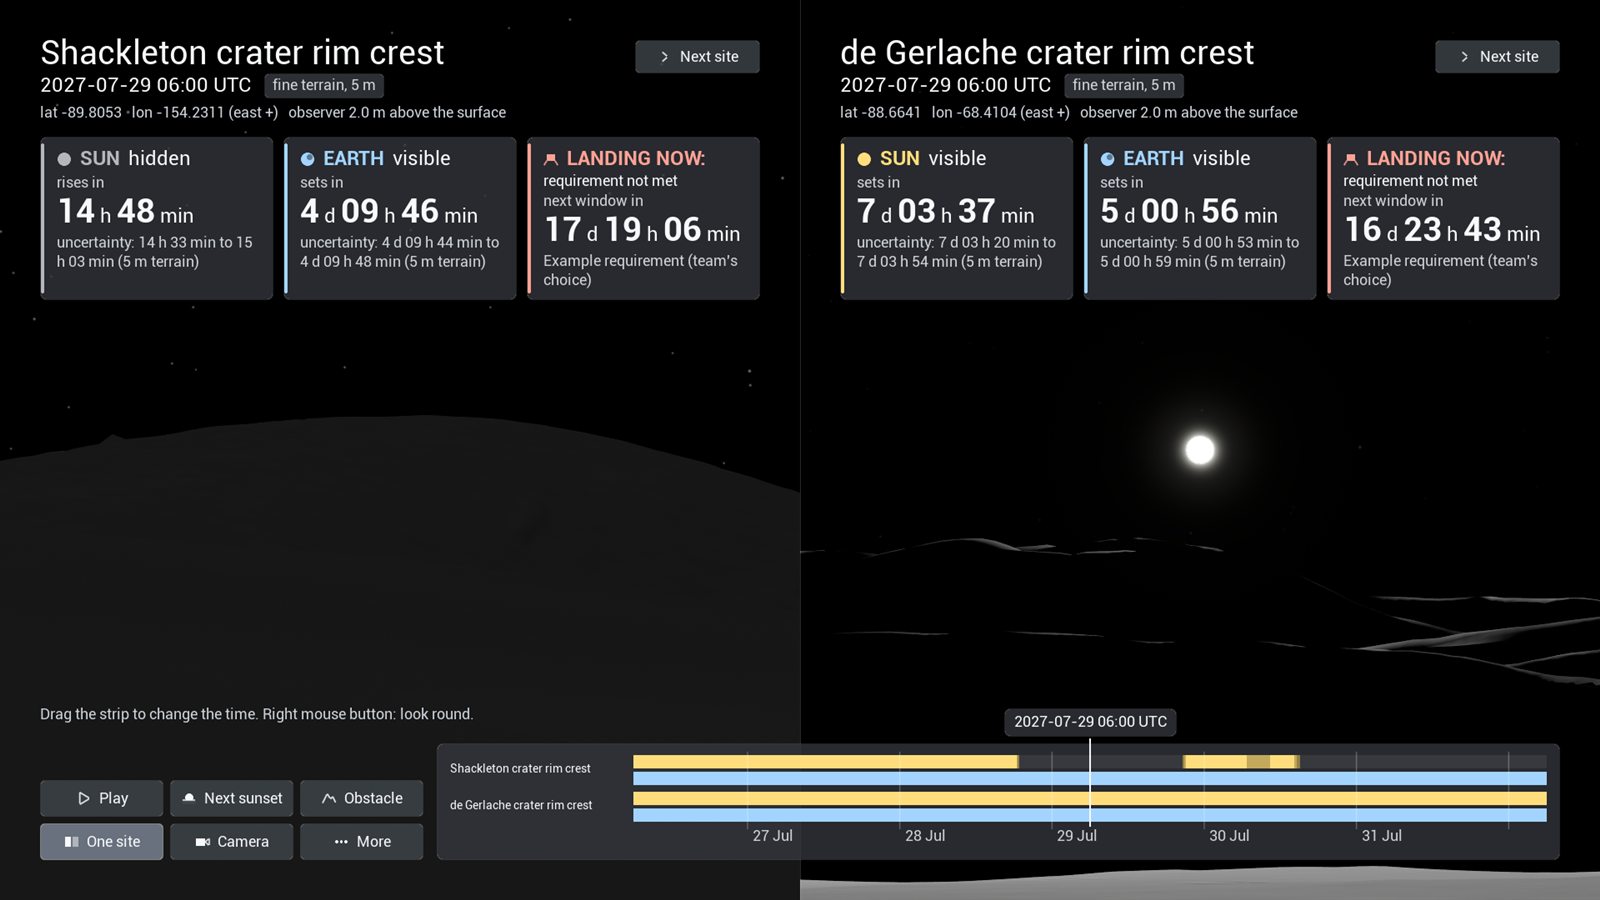 Shackleton crater rim crest
Next site
2027-07-29 06:00 UTC fine terrain, 5 m
lat -89.8053 lon -154.2311 (east +) observer 2.0 m above the surface
SUN hidden
rises in
14 h 48 min
uncertainty: 14 h 33 min to 15
h 03 min (5 m terrain)
EARTH visible
sets in
4 d 09 h 46 min
uncertainty: 4 d 09 h 44 min to
4 d 09 h 48 min (5 m terrain)
LANDING NOW:
requirement not met
next window in
17 d 19 h 06 min
Example requirement (team's
choice)
de Gerlache crater rim crest
Next site
2027-07-29 06:00 UTC fine terrain, 5 m
lat -88.6641 lon -68.4104 (east +) observer 2.0 m above the surface
SUN visible
sets in
7 d 03 h 37 min
uncertainty: 7 d 03 h 20 min to
7 d 03 h 54 min (5 m terrain)
EARTH visible
sets in
5 d 00 h 56 min
uncertainty: 5 d 00 h 53 min to
5 d 00 h 59 min (5 m terrain)
LANDING NOW:
requirement not met
next window in
16 d 23 h 43 min
Example requirement (team's
choice)
Drag the strip to change the time. Right mouse button: look round.
Play
Next sunset
Obstacle
One site
Camera
More
2027-07-29 06:00 UTC
Shackleton crater rim crest
de Gerlache crater rim crest
27 Jul 28 Jul 29 Jul 30 Jul 31 Jul